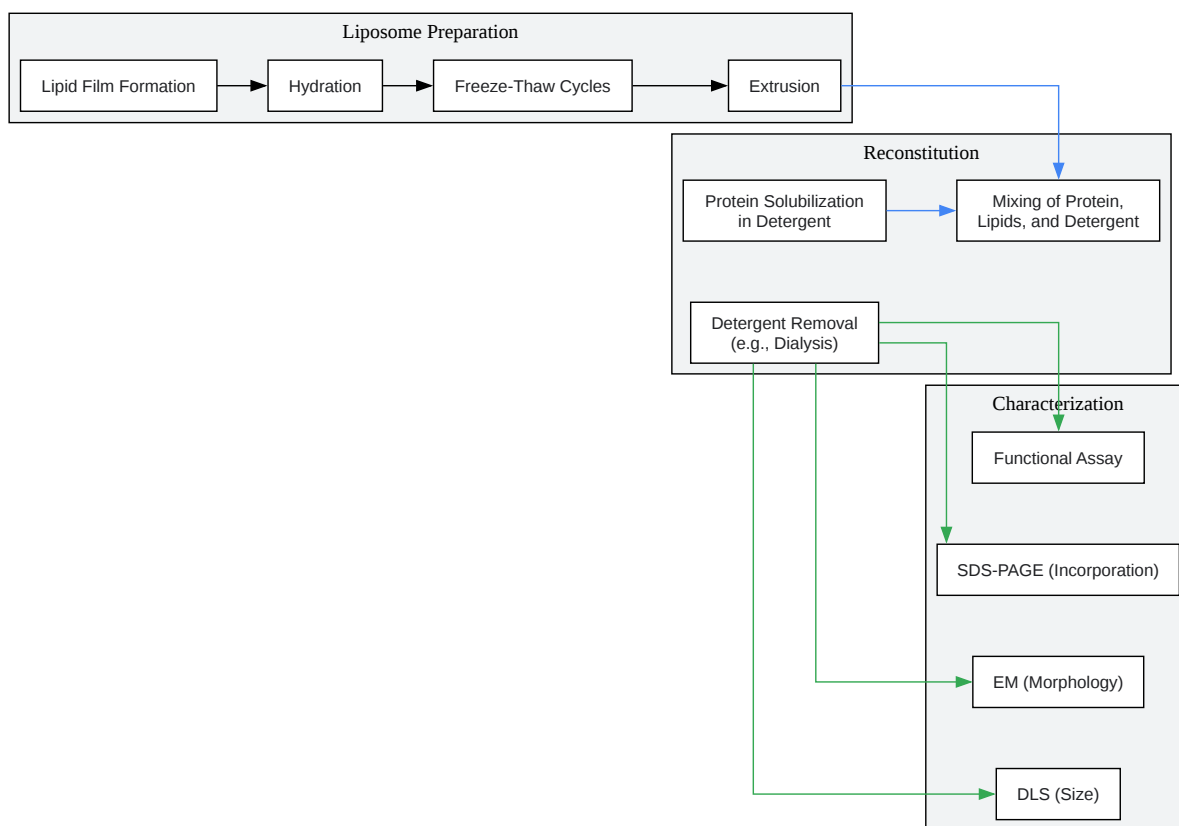 Liposome Preparation
Lipid Film Formation
Hydration
Freeze-Thaw Cycles
Extrusion
Reconstitution
Protein Solubilization
in Detergent
Mixing of Protein,
Lipids, and Detergent
Detergent Removal
(e.g., Dialysis)
Characterization
Functional Assay
SDS-PAGE (Incorporation)
EM (Morphology)
DLS (Size)